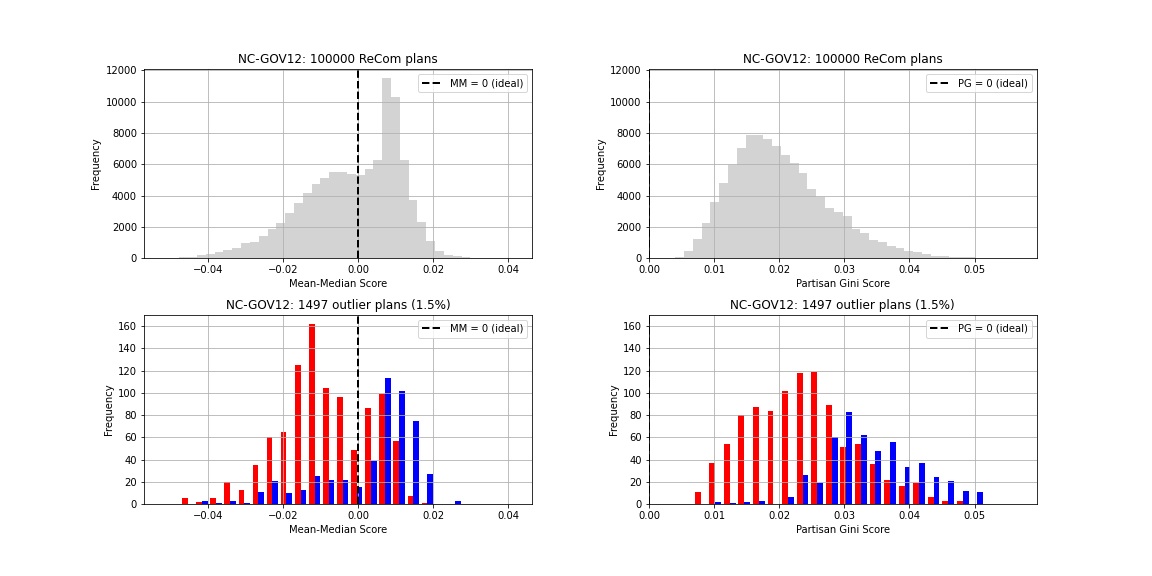 NC-GOV12: 100000 ReCom plans
MM = 0 (ideal)
Frequency
12000
10000
8000
6000
4000
2000
0
−0.04 −0.02 0.00 0.02 0.04
Mean-Median Score
NC-GOV12: 100000 ReCom plans
PG = 0 (ideal)
Frequency
12000
10000
8000
6000
4000
2000
0
0.00 0.01 0.02 0.03 0.04 0.05
Partisan Gini Score
NC-GOV12: 1497 outlier plans (1.5%)
MM = 0 (ideal)
Frequency
160
140
120
100
80
60
40
20
0
−0.04 −0.02 0.00 0.02 0.04
Mean-Median Score
NC-GOV12: 1497 outlier plans (1.5%)
PG = 0 (ideal)
Frequency
160
140
120
100
80
60
40
20
0
0.00 0.01 0.02 0.03 0.04 0.05
Partisan Gini Score